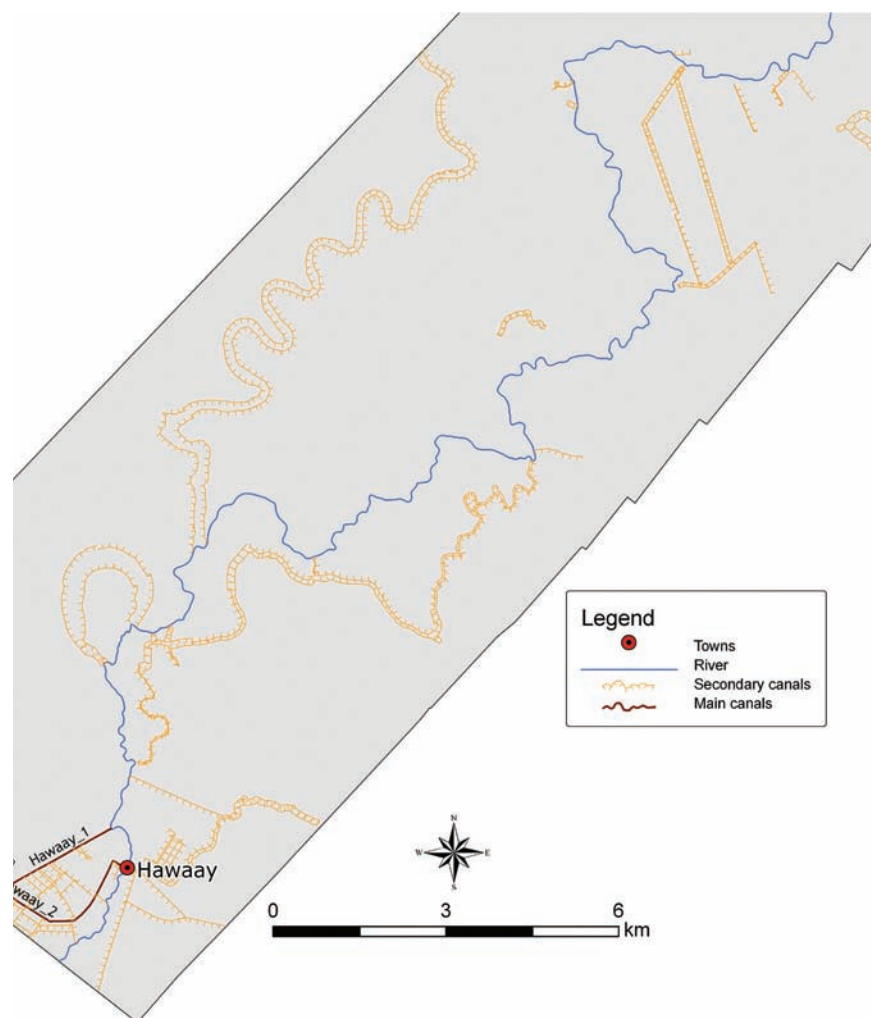 Legend
Towns
River
Secondary canals
Main canals
N
W E
S
Hawaay_1
Hawaay
waay_2
0 3 6
km